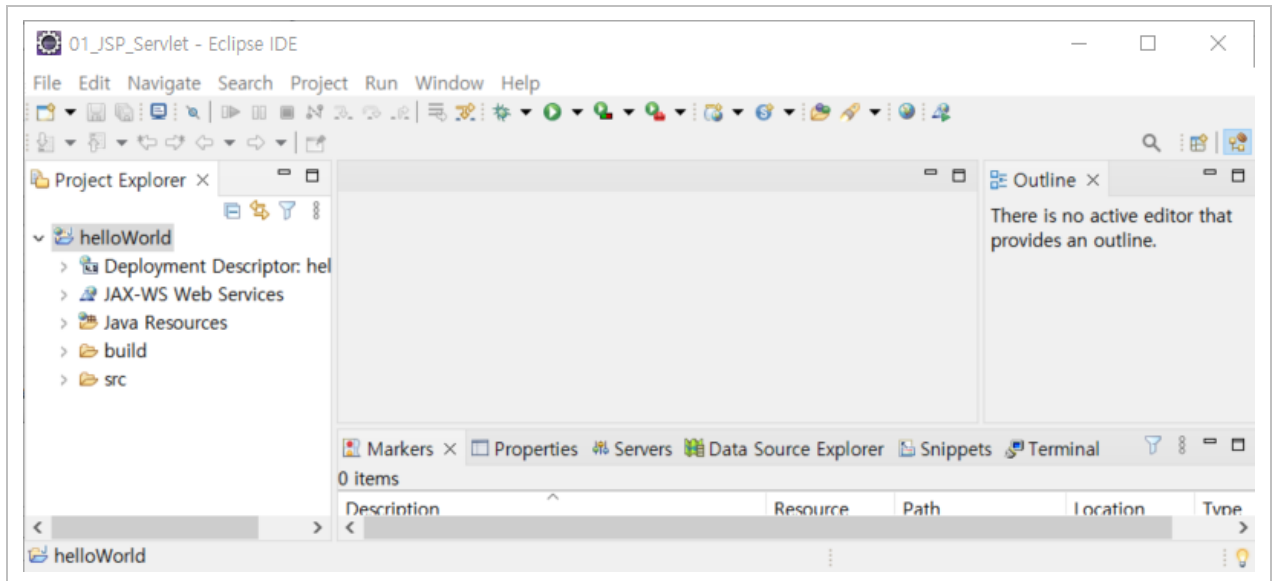 01_JSP_Servlet - Eclipse IDE
File Edit Navigate Search Project Run Window Help
Project Explorer
Outline
There is no active editor that
provides an outline.
helloWorld
Deployment Descriptor: hel
JAX-WS Web Services
Java Resources
build
src
Markers Properties Servers Data Source Explorer Snippets Terminal
0 items
Description Resource Path Location Type
helloWorld